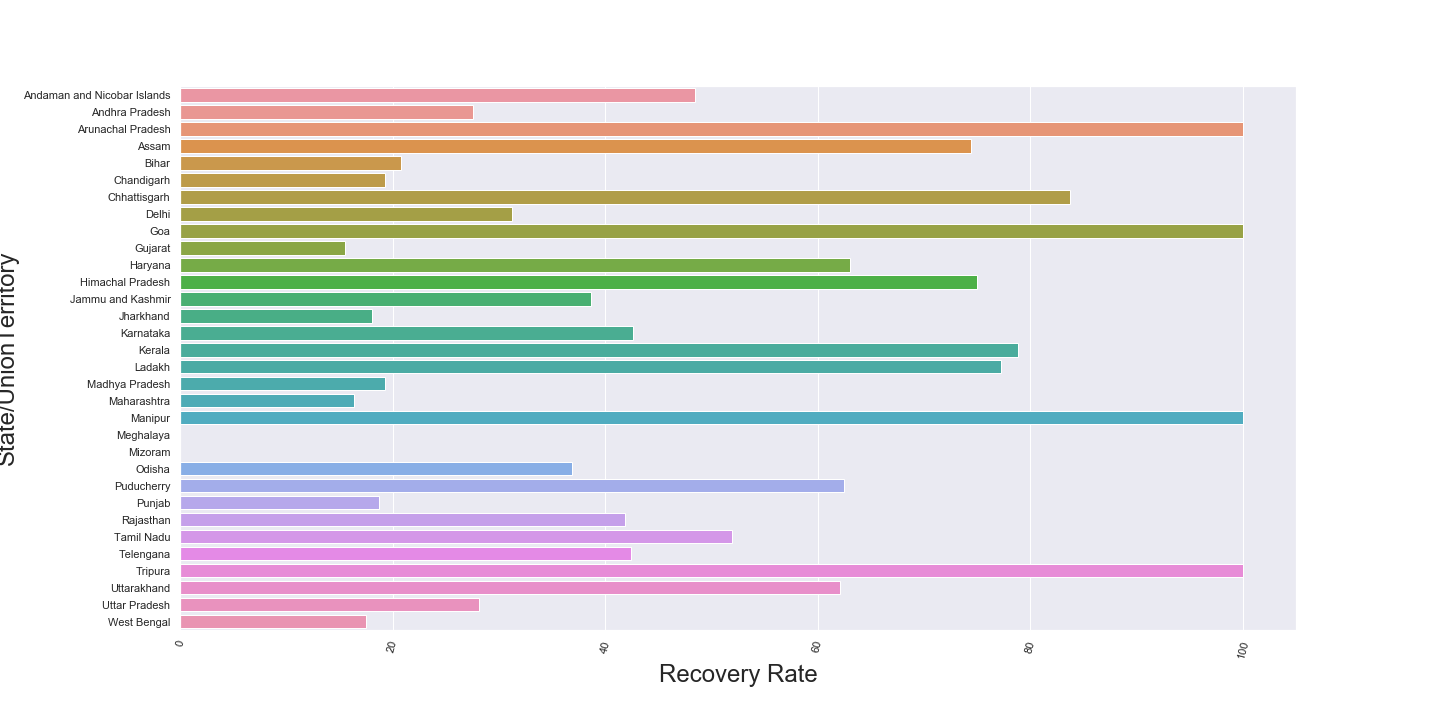 Andaman and Nicobar Islands
Andhra Pradesh
Arunachal Pradesh
Assam
Bihar
Chandigarh
Chhattisgarh
Delhi
Goa
Gujarat
Haryana
Himachal Pradesh
Jammu and Kashmir
Jharkhand
Karnataka
Kerala
Ladakh
Madhya Pradesh
Maharashtra
Manipur
Meghalaya
Mizoram
Odisha
Puducherry
Punjab
Rajasthan
Tamil Nadu
Telengana
Tripura
Uttarakhand
Uttar Pradesh
West Bengal
State/UnionTerritory
0 20 40 60 80 100
Recovery Rate